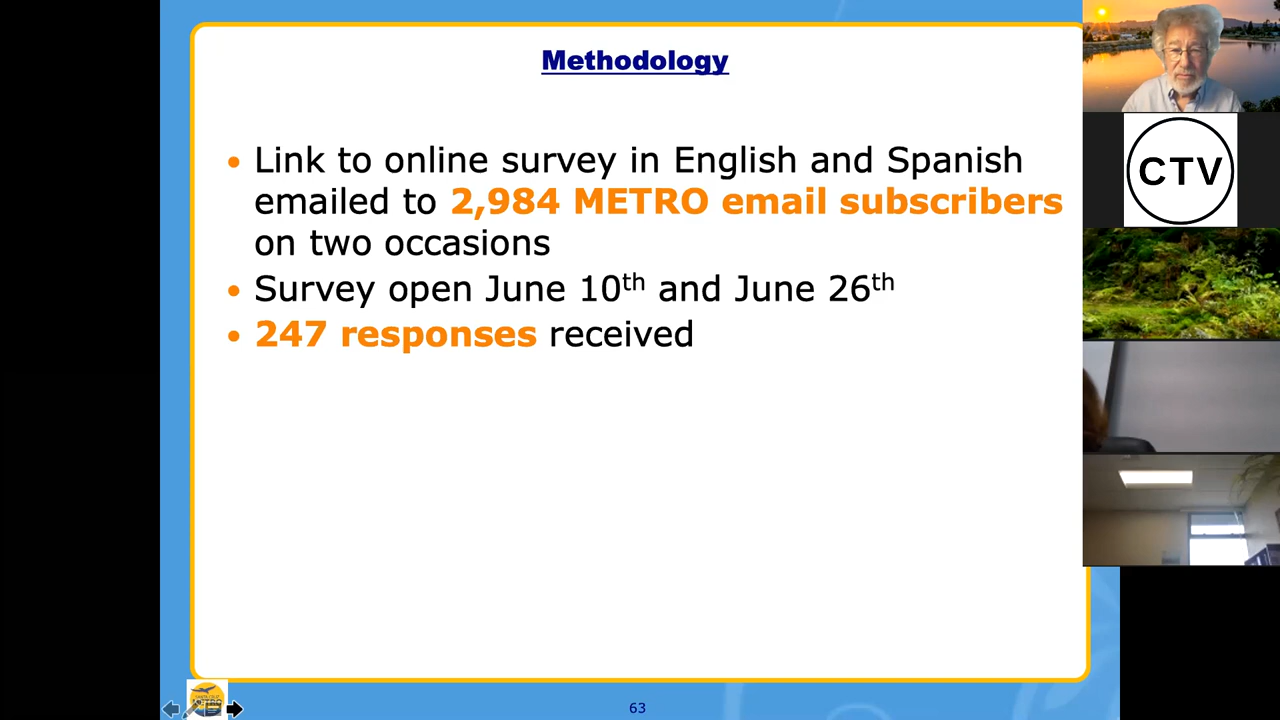 Methodology
• Link to online survey in English and Spanish
emailed to 2,984 METRO email subscribers
on two occasions
• Survey open June 10th and June 26th
• 247 responses received
CTV
63